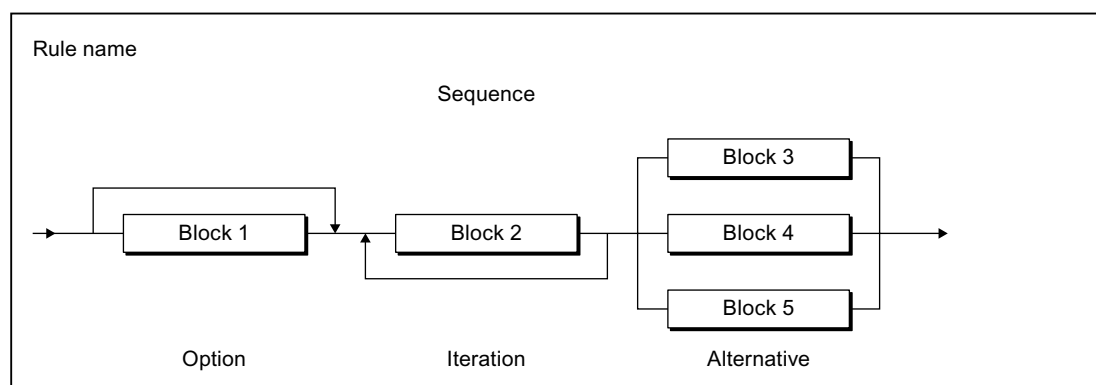 Rule name
Sequence
Block 3
Block 1
Block 2
Block 4
Block 5
Option
Iteration
Alternative